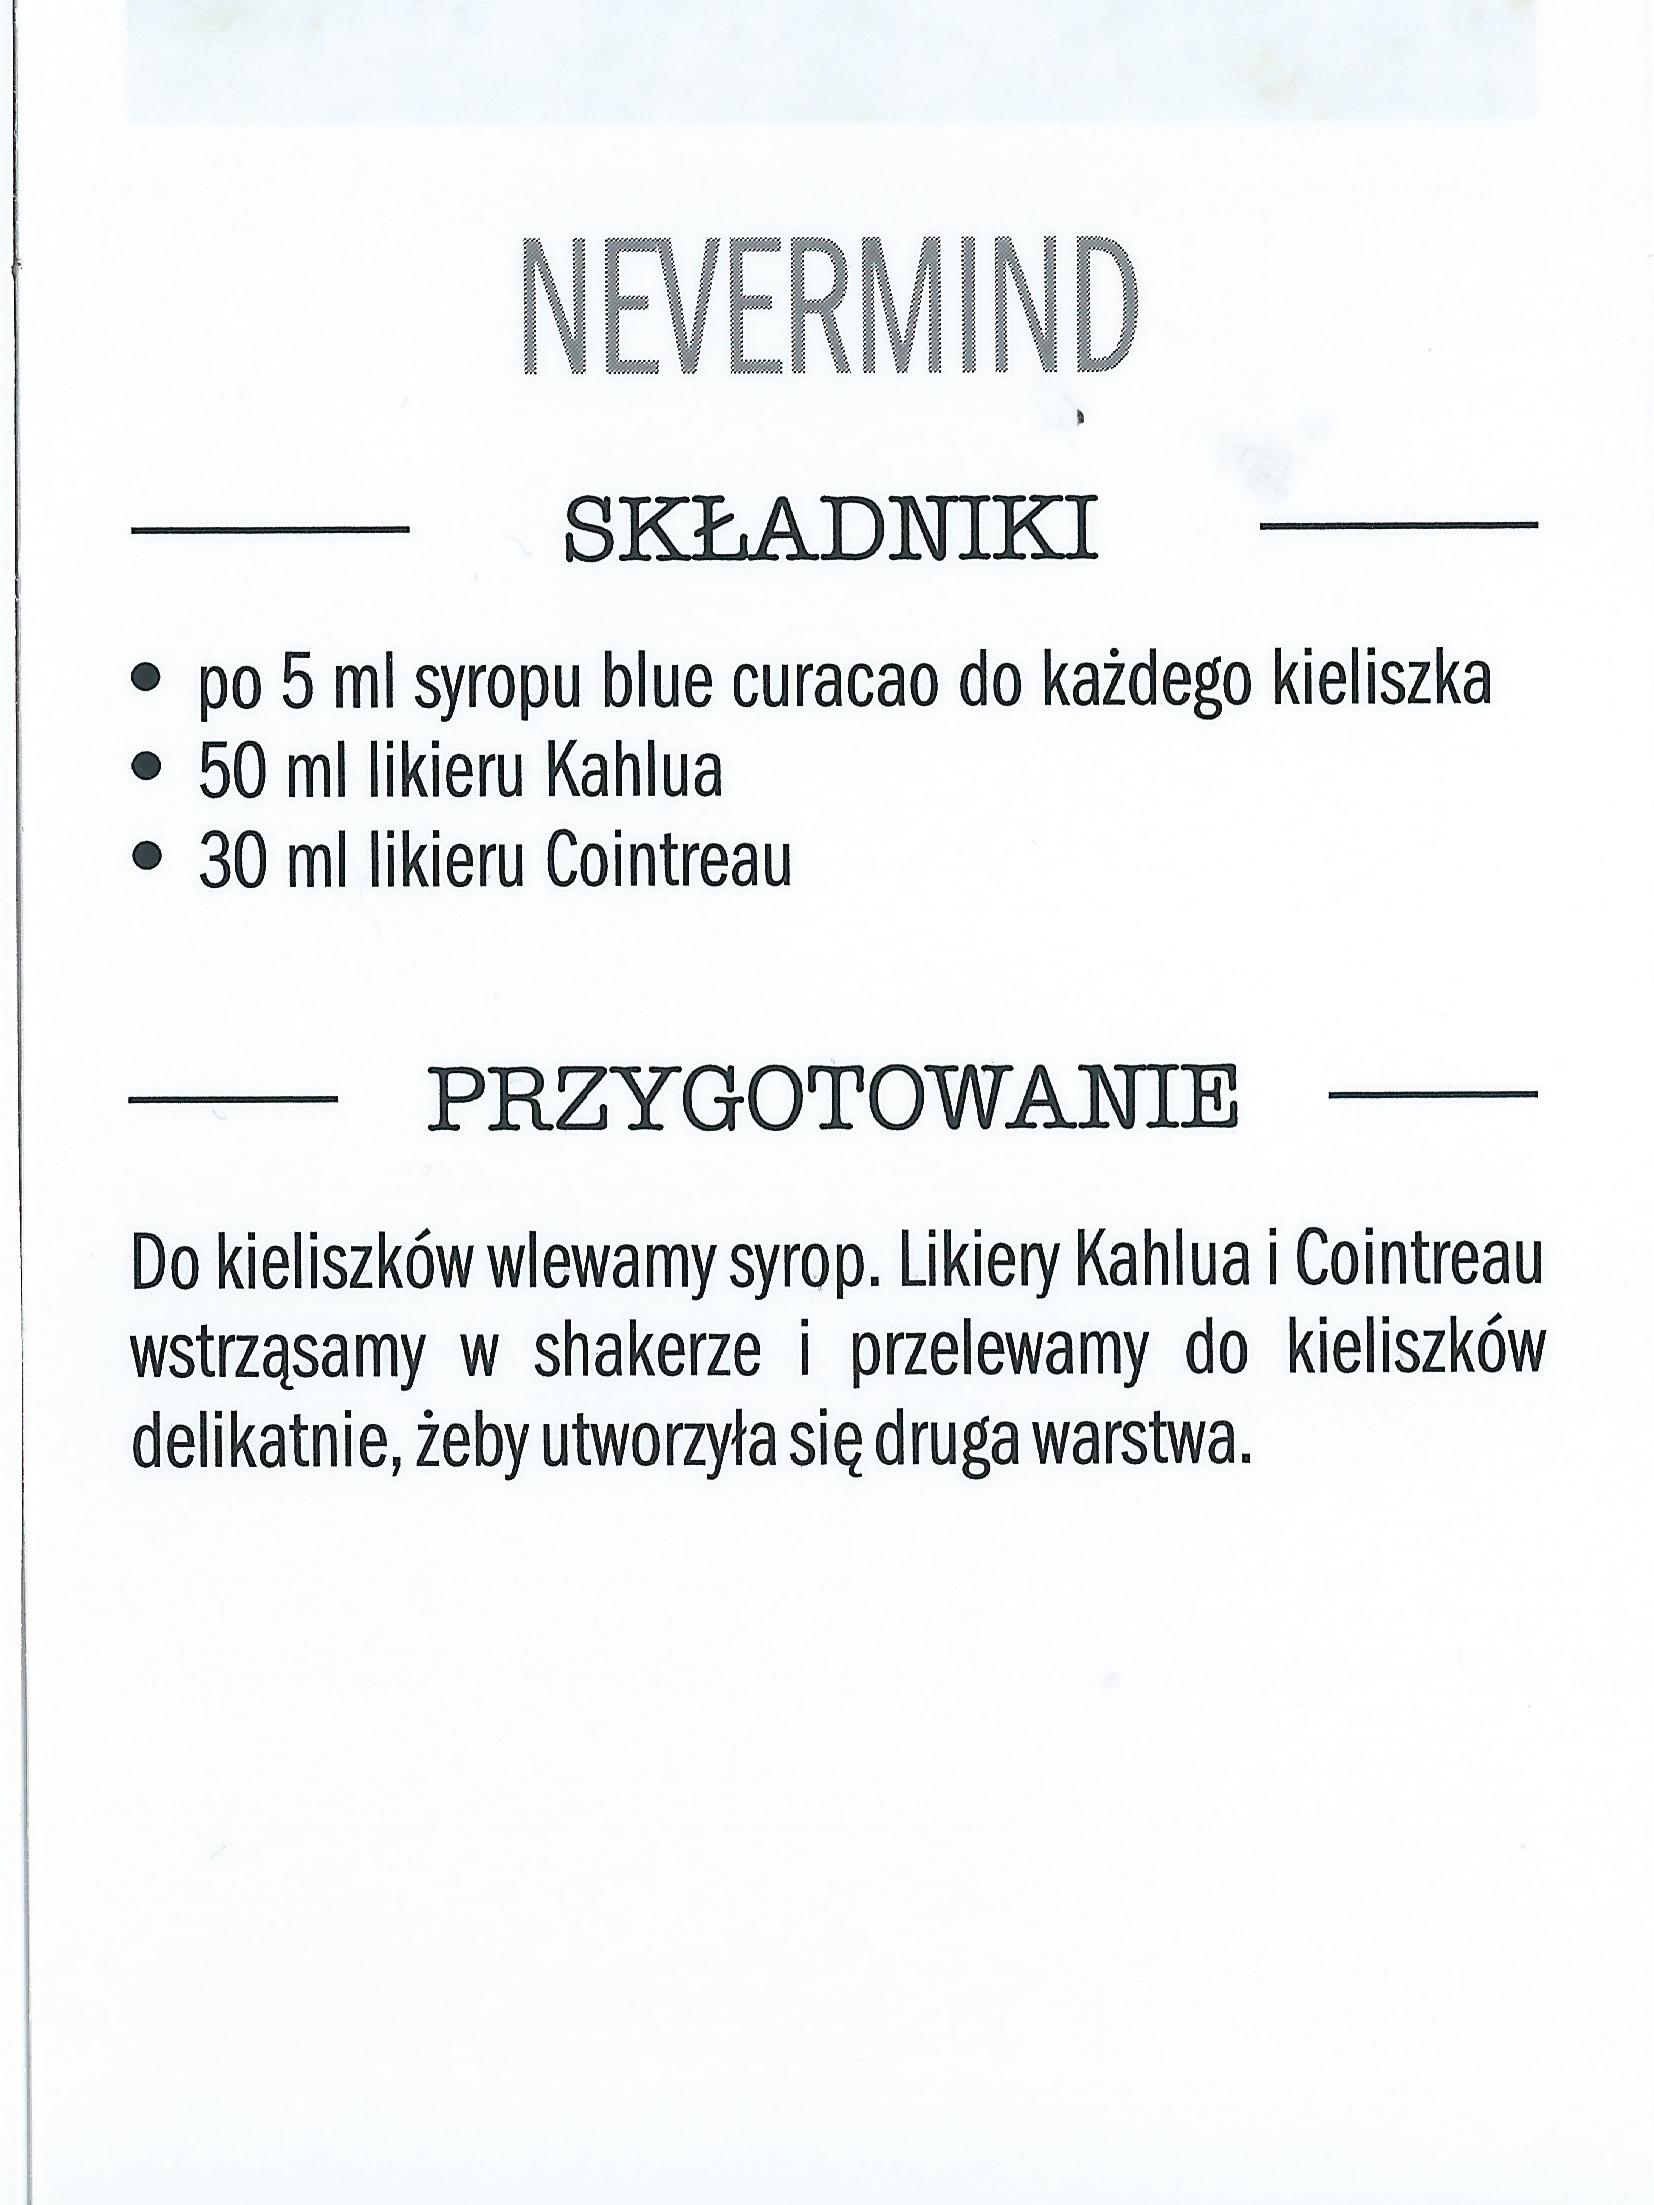 NEVERMIND
SKŁADNIKI
• po 5 ml syropu blue curacao do każdego kieliszka
• 50 ml likieru Kahlua
• 30 ml likieru Cointreau
PRZYGOTOWANIE
Do kieliszków wlewamy syrop. Likiery Kahlua i Cointreau
wstrząsamy w shakerze i przelewamy do kieliszków
delikatnie, żeby utworzyła się druga warstwa.